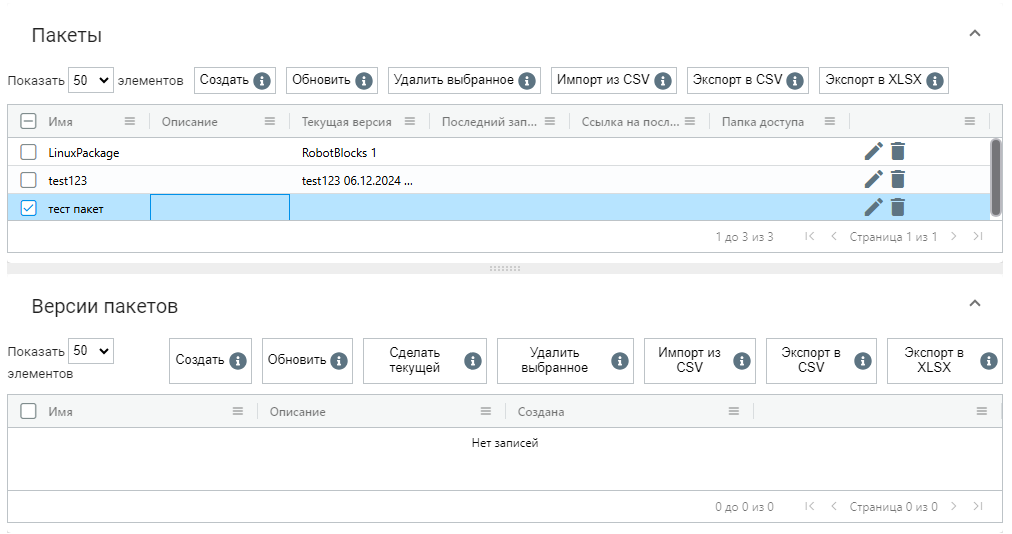 Пакеты
Показать 50 элементов Создать Обновить Удалить выбранное Импорт из CSV Экспорт в CSV Экспорт в XLSX
Имя Описание Текущая версия Последний зап... Ссылка на посл... Папка доступа
LinuxPackage RobotBlocks 1
test123 test123 06.12.2024 ...
тест пакет
1 до 3 из 3 Страница 1 из 1
Версии пакетов
Показать 50 элементов
Создать
Обновить
Сделать текущей
Удалить выбранное
Импорт из CSV
Экспорт в CSV
Экспорт в XLSX
Имя Описание Создана
Нет записей
0 до 0 из 0 Страница 0 из 0